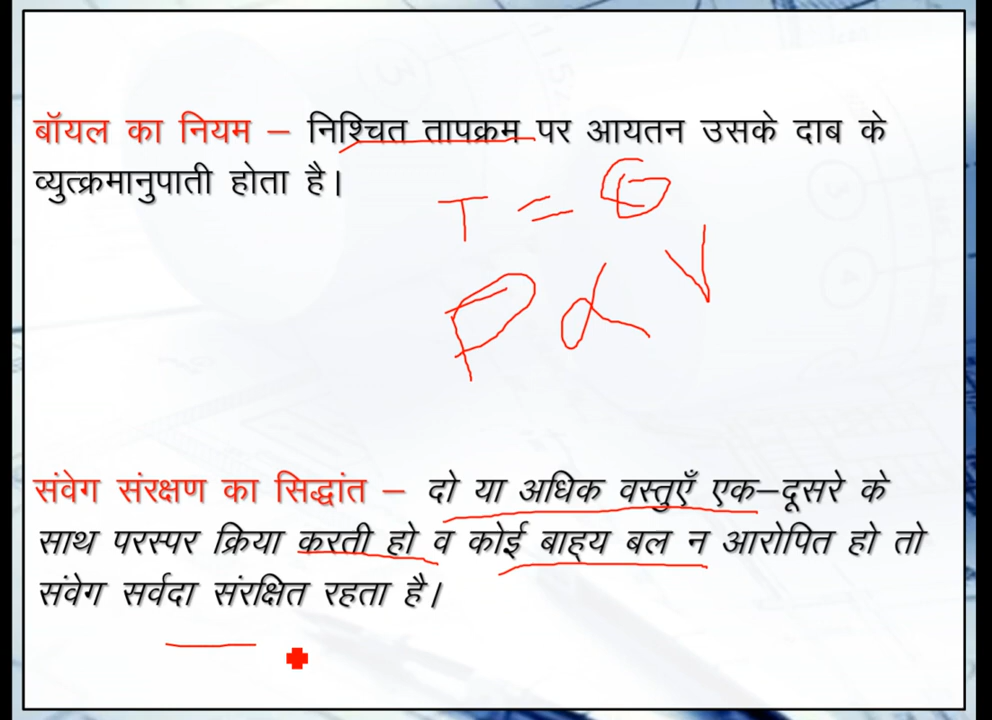 बॉयल का नियम – निश्चित तापक्रम पर आयतन उसके दाब के
व्युत्क्रमानुपाती होता है।
T =
P α V
संवेग संरक्षण का सिद्धांत – दो या अधिक वस्तुएँ एक–दूसरे के
साथ परस्पर क्रिया करती हो व कोई बाह्य बल न आरोपित हो तो
संवेग सर्वदा संरक्षित रहता है।